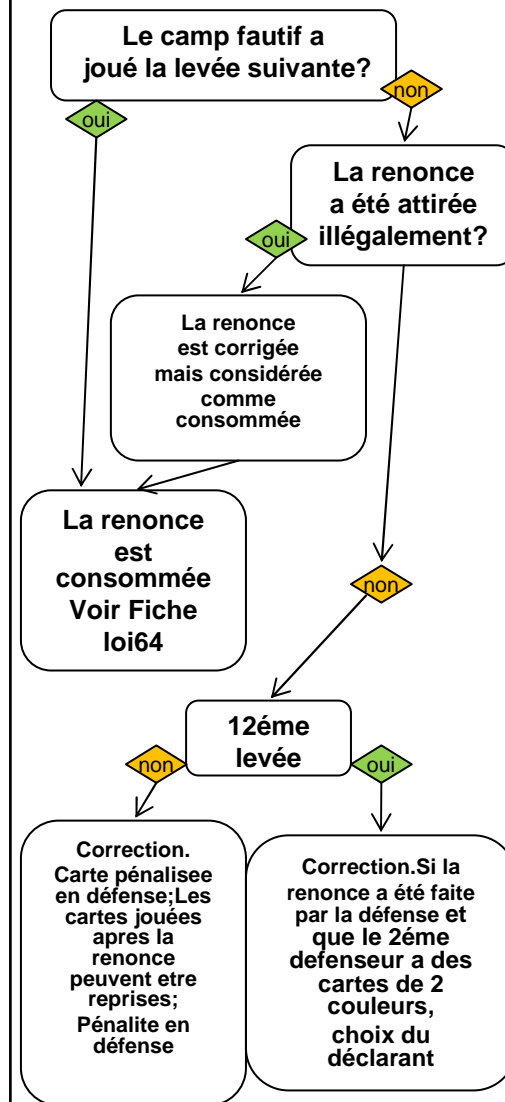 Le camp fautif a
joué la levée suivante?
non
oui
La renonce
a été attirée
illégalement?
oui
La renonce
est corrigée
mais considérée
comme
consommée
La renonce
est
consommée
Voir Fiche
loi64
non
12éme
levée
non
oui
Correction.
Carte pénalisee
en défense;Les
cartes jouées
apres la
renonce
peuvent etre
reprises;
Pénalite en
défense
Correction.Si la
renonce a été faite
par la défense et
que le 2éme
defenseur a des
cartes de 2
couleurs,
choix du
déclarant